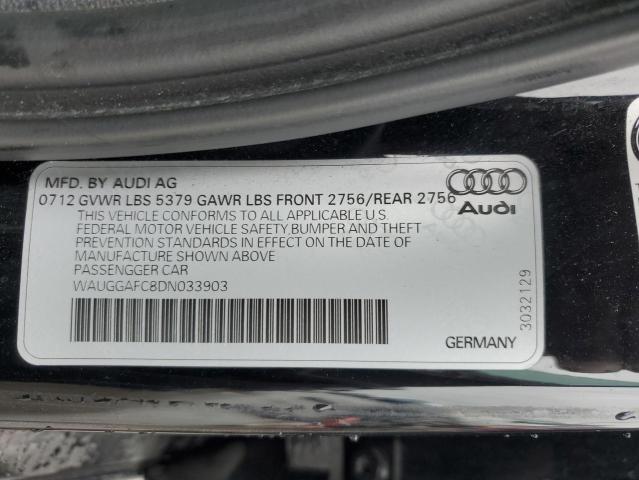 MFD. BY AUDI AG
0712 GVWR LBS 5379 GAWR LBS FRONT 2756/REAR 2756
THIS VEHICLE CONFORMS TO ALL APPLICABLE U.S.
FEDERAL MOTOR VEHICLE SAFETY,BUMPER AND THEFT
PREVENTION STANDARDS IN EFFECT ON THE DATE OF
MANUFACTURE SHOWN ABOVE
PASSENGGER CAR
WAUGGAFC8DN033903
Audi
3032129
GERMANY